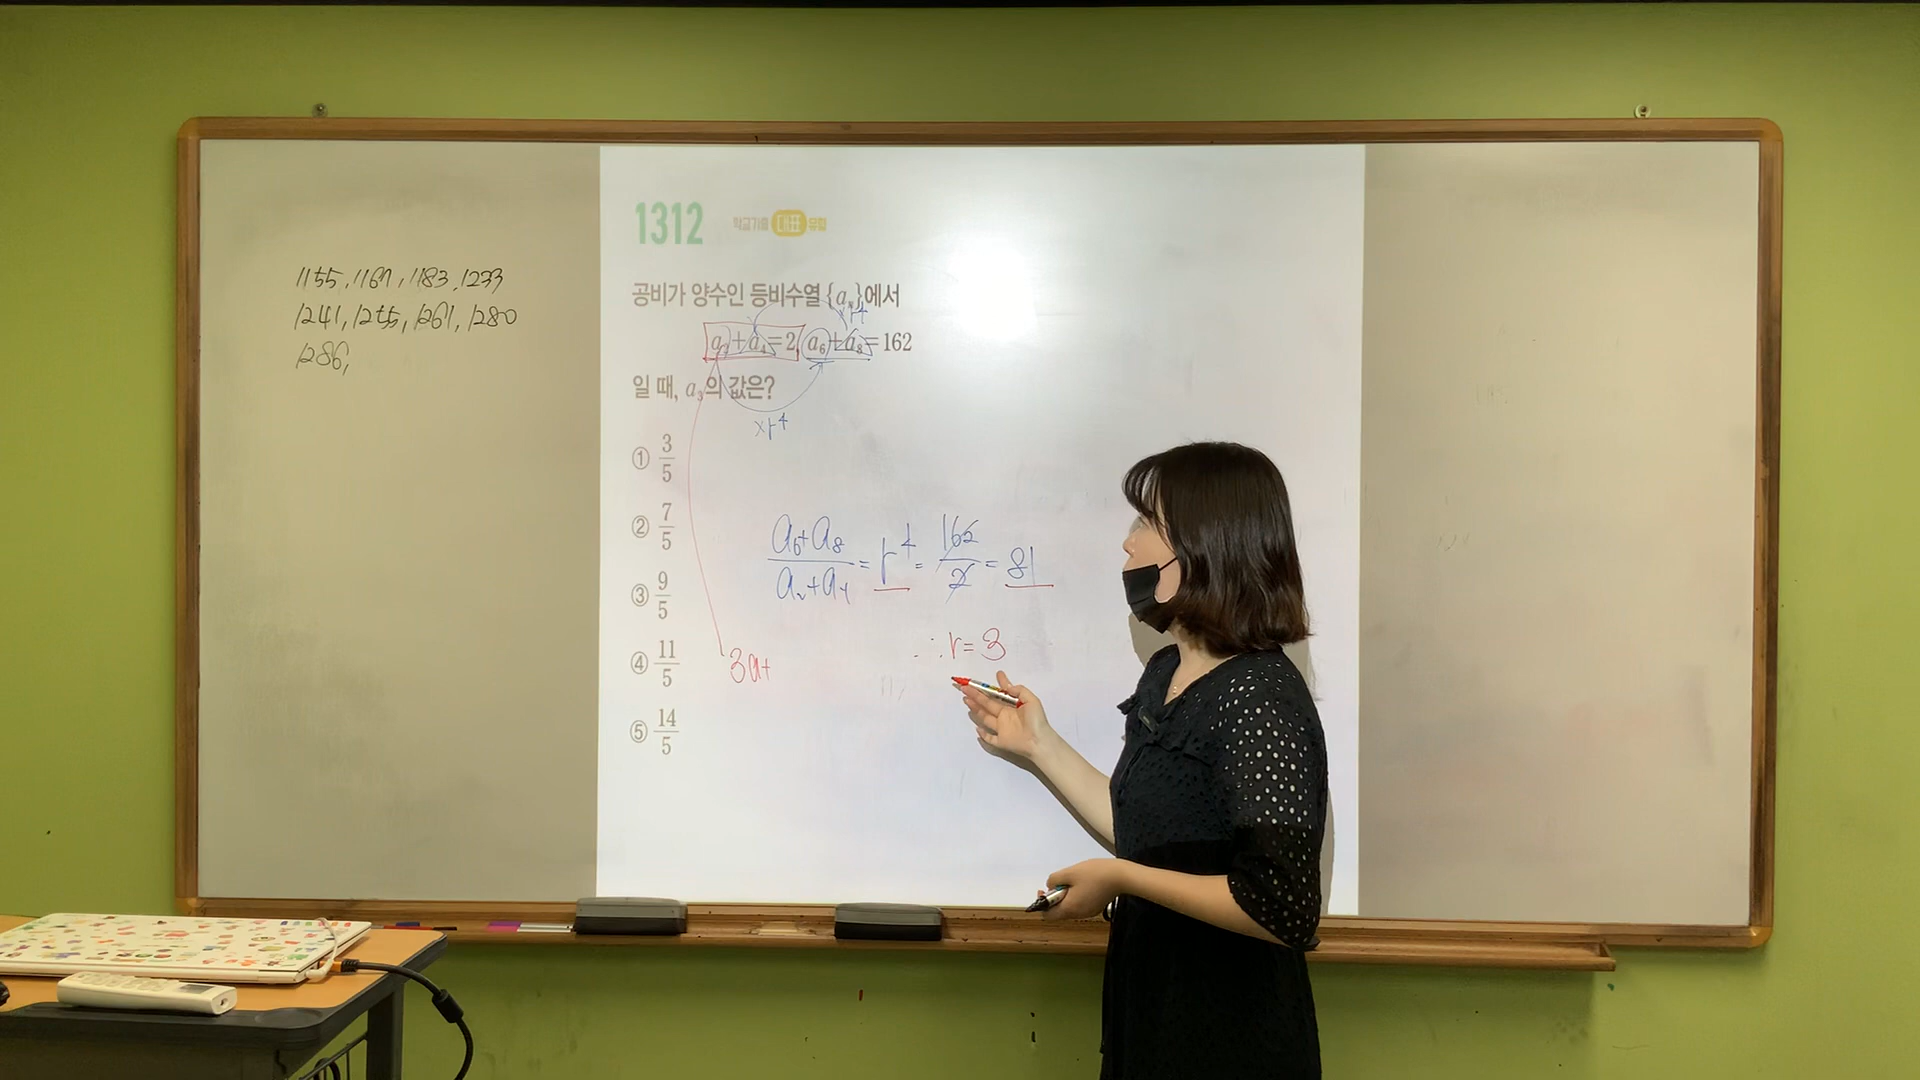 1155, 1167, 1183, 1233
1241, 1255, 1261, 1280
1286,
1312 학교기출 대표 유형
공비가 양수인 등비수열 {aₙ}에서
×r⁴
a₂+a₄=2, a₆+a₈=162
일 때, a₃의 값은?
×r⁴
① 3/5
② 7/5
③ 9/5
④ 11/5
⑤ 14/5
(a₆+a₈)/(a₂+a₄) = r⁴ = 162/2 = 81
∴ r=3
3a+